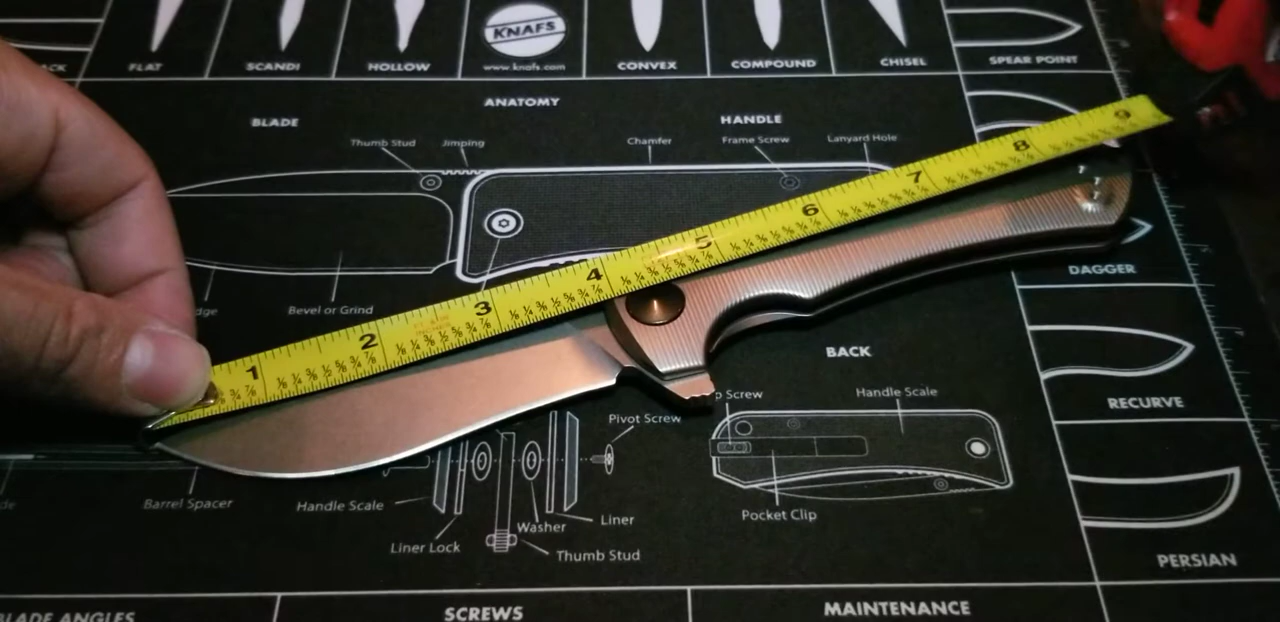 FLAT
SCANDI
HOLLOW
KNAFS
www.knafs.com
CONVEX
COMPOUND
CHISEL
SPEAR POINT
ANATOMY
BLADE
HANDLE
Thumb Stud
Jimping
Chamfer
Frame Screw
Lanyard Hole
1
2
3
4
5
6
7
8
9
Bevel or Grind
DAGGER
BACK
Handle Scale
Pivot Screw
RECURVE
Barrel Spacer
Handle Scale
Washer
Liner
Pocket Clip
Liner Lock
Thumb Stud
PERSIAN
BLADE ANGLES
SCREWS
MAINTENANCE